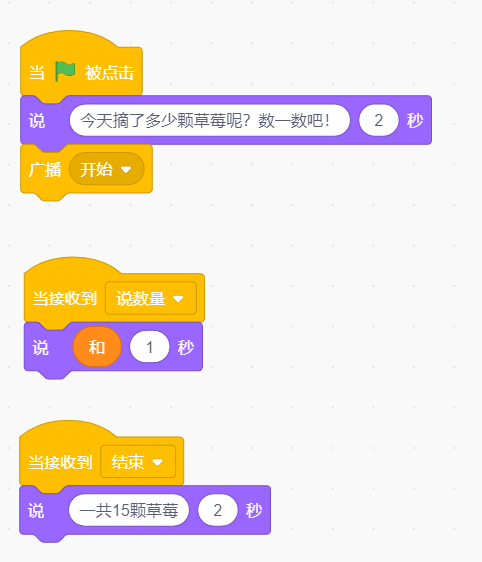 当 被点击
说 今天摘了多少颗草莓呢？数一数吧！ 2 秒
广播 开始
当接收到 说数量
说 和 1 秒
当接收到 结束
说 一共15颗草莓 2 秒